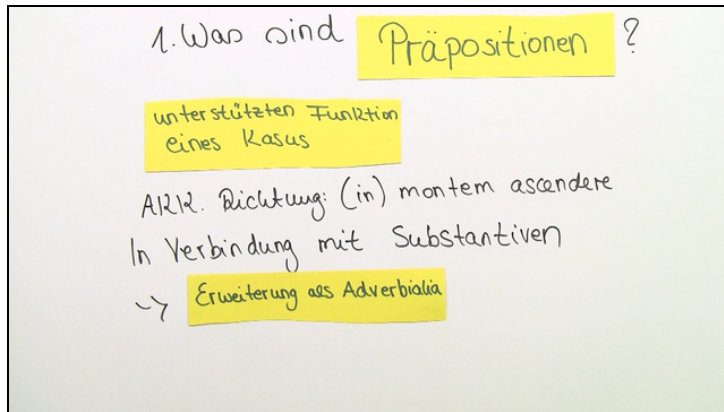 1. Was sind Präpositionen ?
unterstützten Funktion
eines Kasus
AKK. Richtung: (in) montem ascendere
In Verbindung mit Substantiven
↳ Erweiterung als Adverbialia